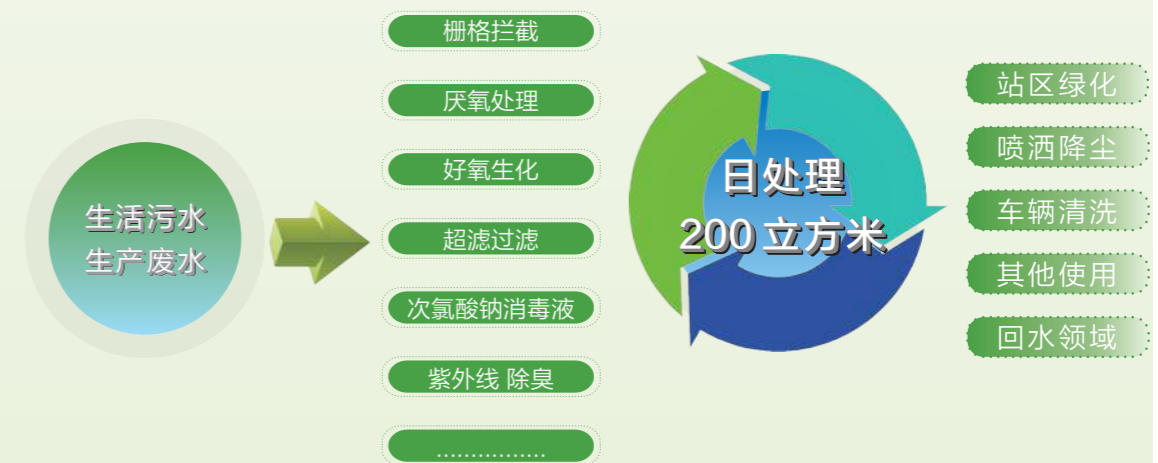 生活污水
生产废水
栅格拦截
厌氧处理
好氧生化
超滤过滤
次氯酸钠消毒液
紫外线 除臭
................
日处理
200 立方米
站区绿化
喷洒降尘
车辆清洗
其他使用
回水领域